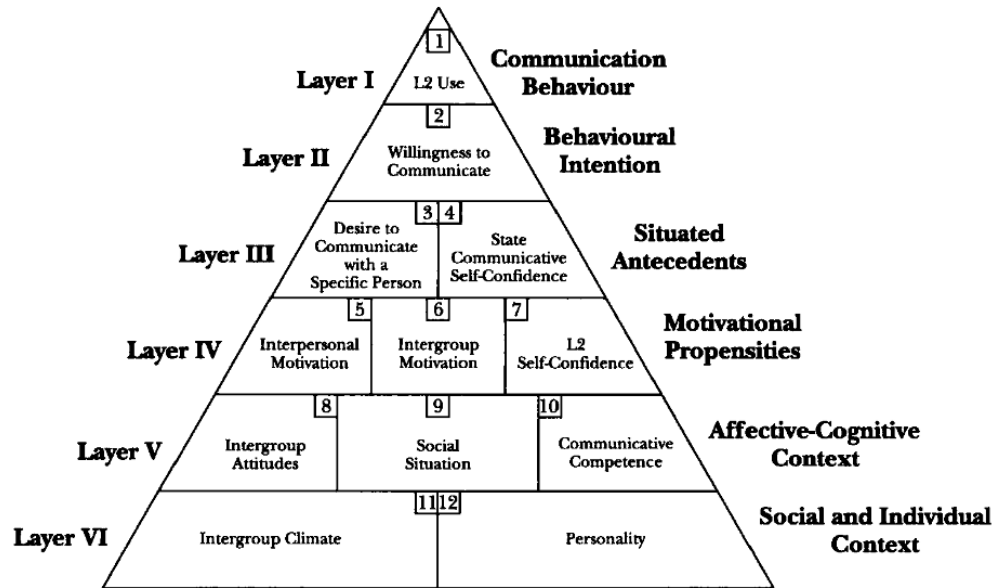 1
Layer I
L2 Use
Communication
Behaviour
2
Layer II
Willingness to
Communicate
Behavioural
Intention
3 4
Layer III
Desire to
Communicate
with a
Specific Person
State
Communicative
Self-Confidence
Situated
Antecedents
5 6 7
Layer IV
Interpersonal
Motivation
Intergroup
Motivation
L2
Self-Confidence
Motivational
Propensities
8 9 10
Layer V
Intergroup
Attitudes
Social
Situation
Communicative
Competence
Affective-Cognitive
Context
11 12
Layer VI
Intergroup Climate
Personality
Social and Individual
Context